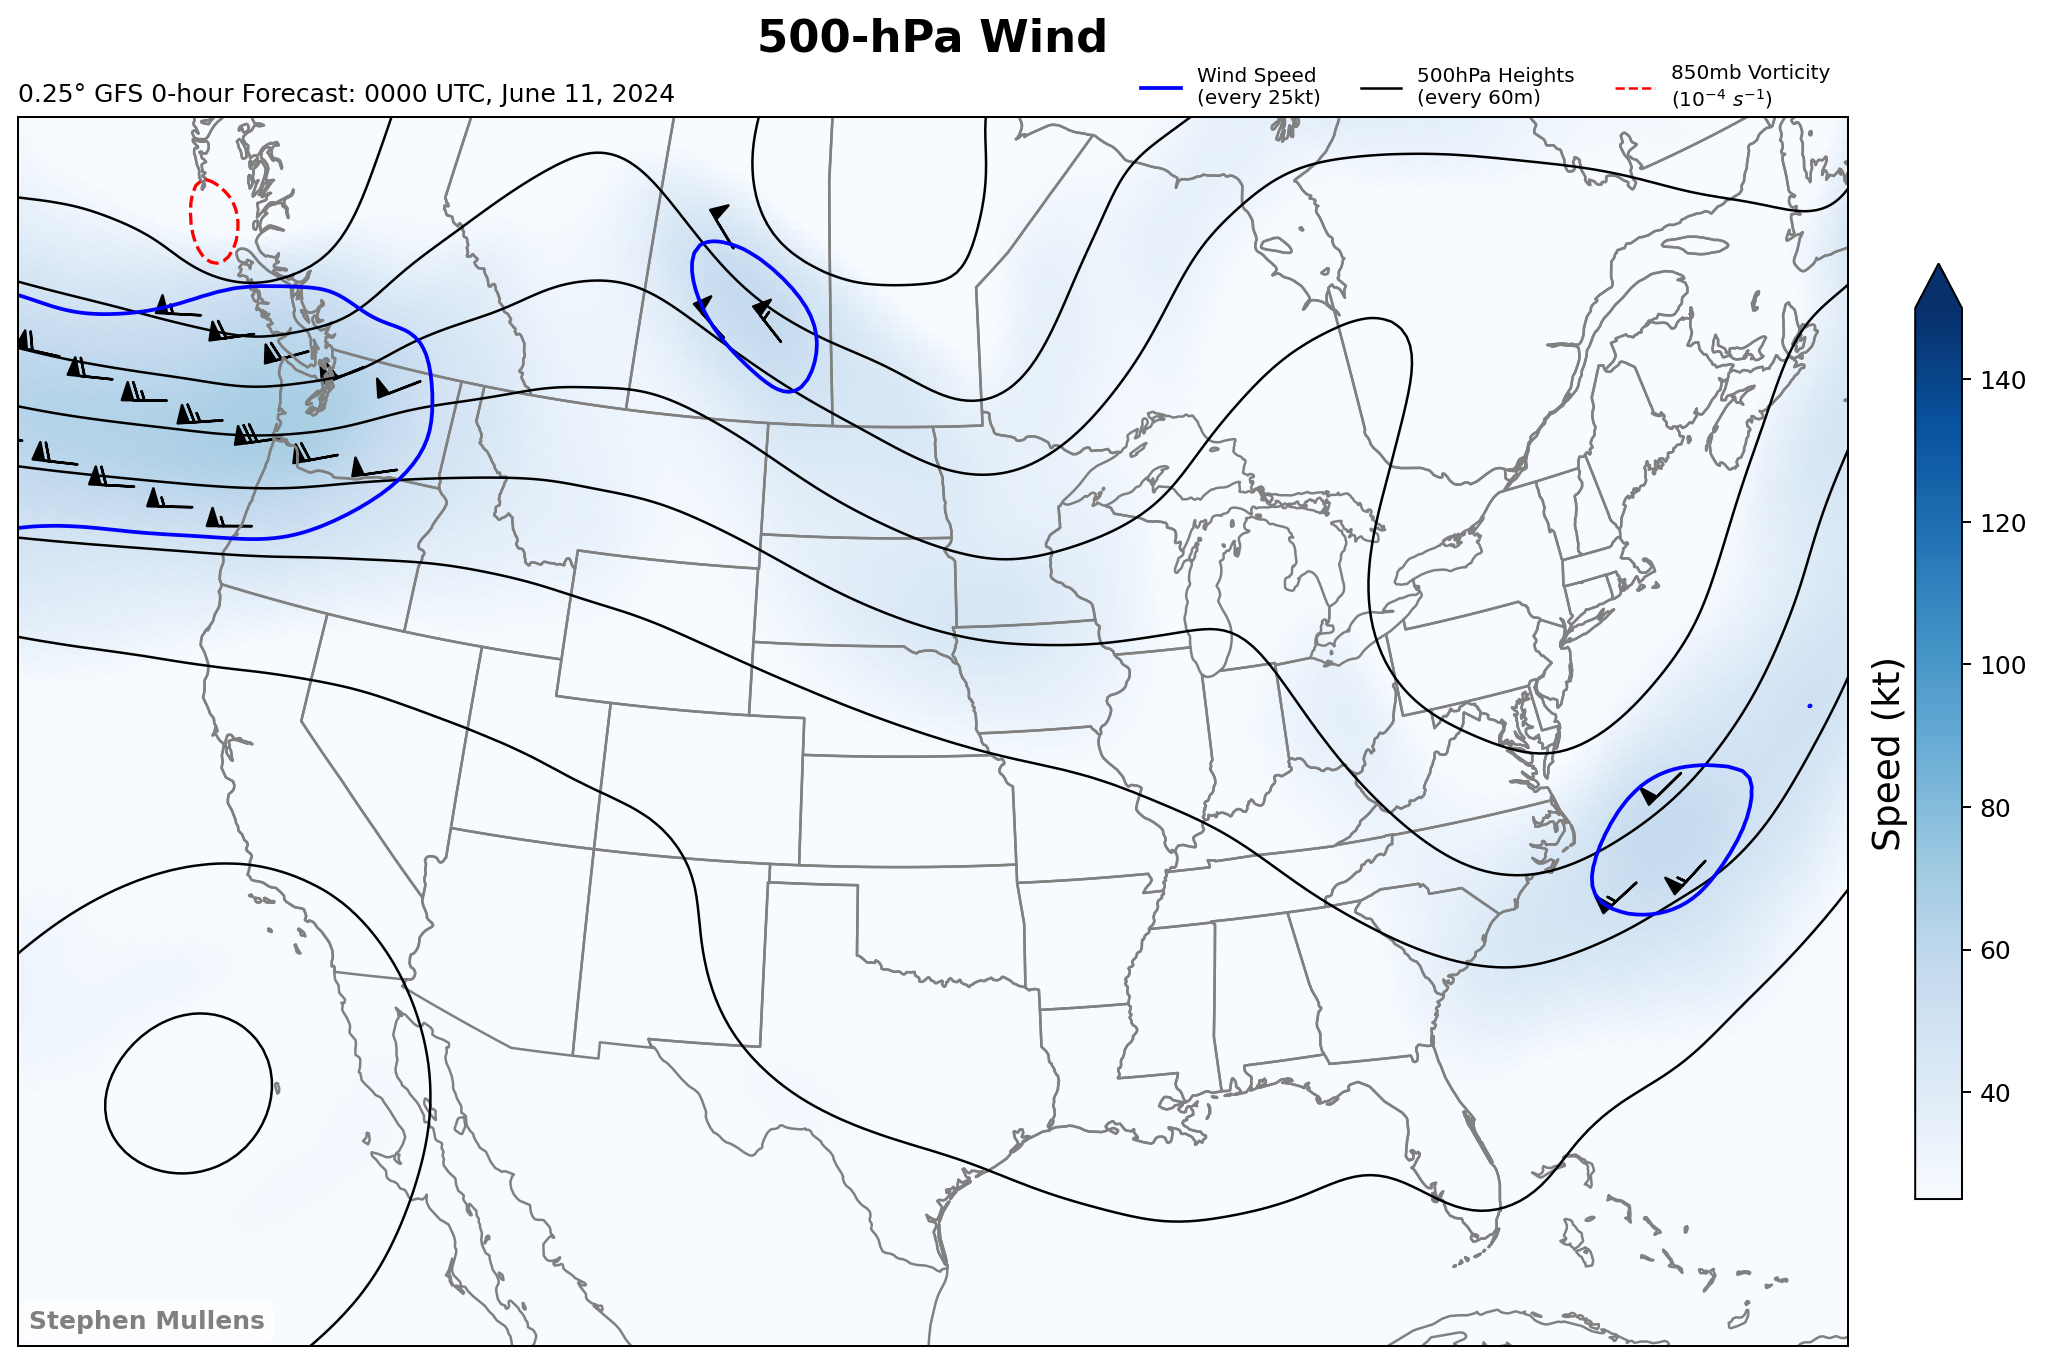 500-hPa Wind
0.25° GFS 0-hour Forecast: 0000 UTC, June 11, 2024
Wind Speed
(every 25kt)
500hPa Heights
(every 60m)
850mb Vorticity
(10⁻⁴ s⁻¹)
140
120
100
80
60
40
Speed (kt)
Stephen Mullens